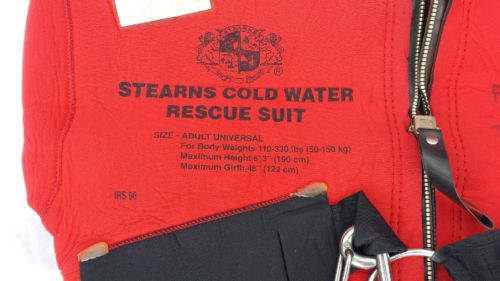 STEARNS COLD WATER
RESCUE SUIT
SIZE - ADULT UNIVERSAL
For Body Weights 110-330 lbs (50-150 kg)
Maximum Height 6' 3" (190 cm)
Maximum Girth 48" (122 cm)
IRS 96